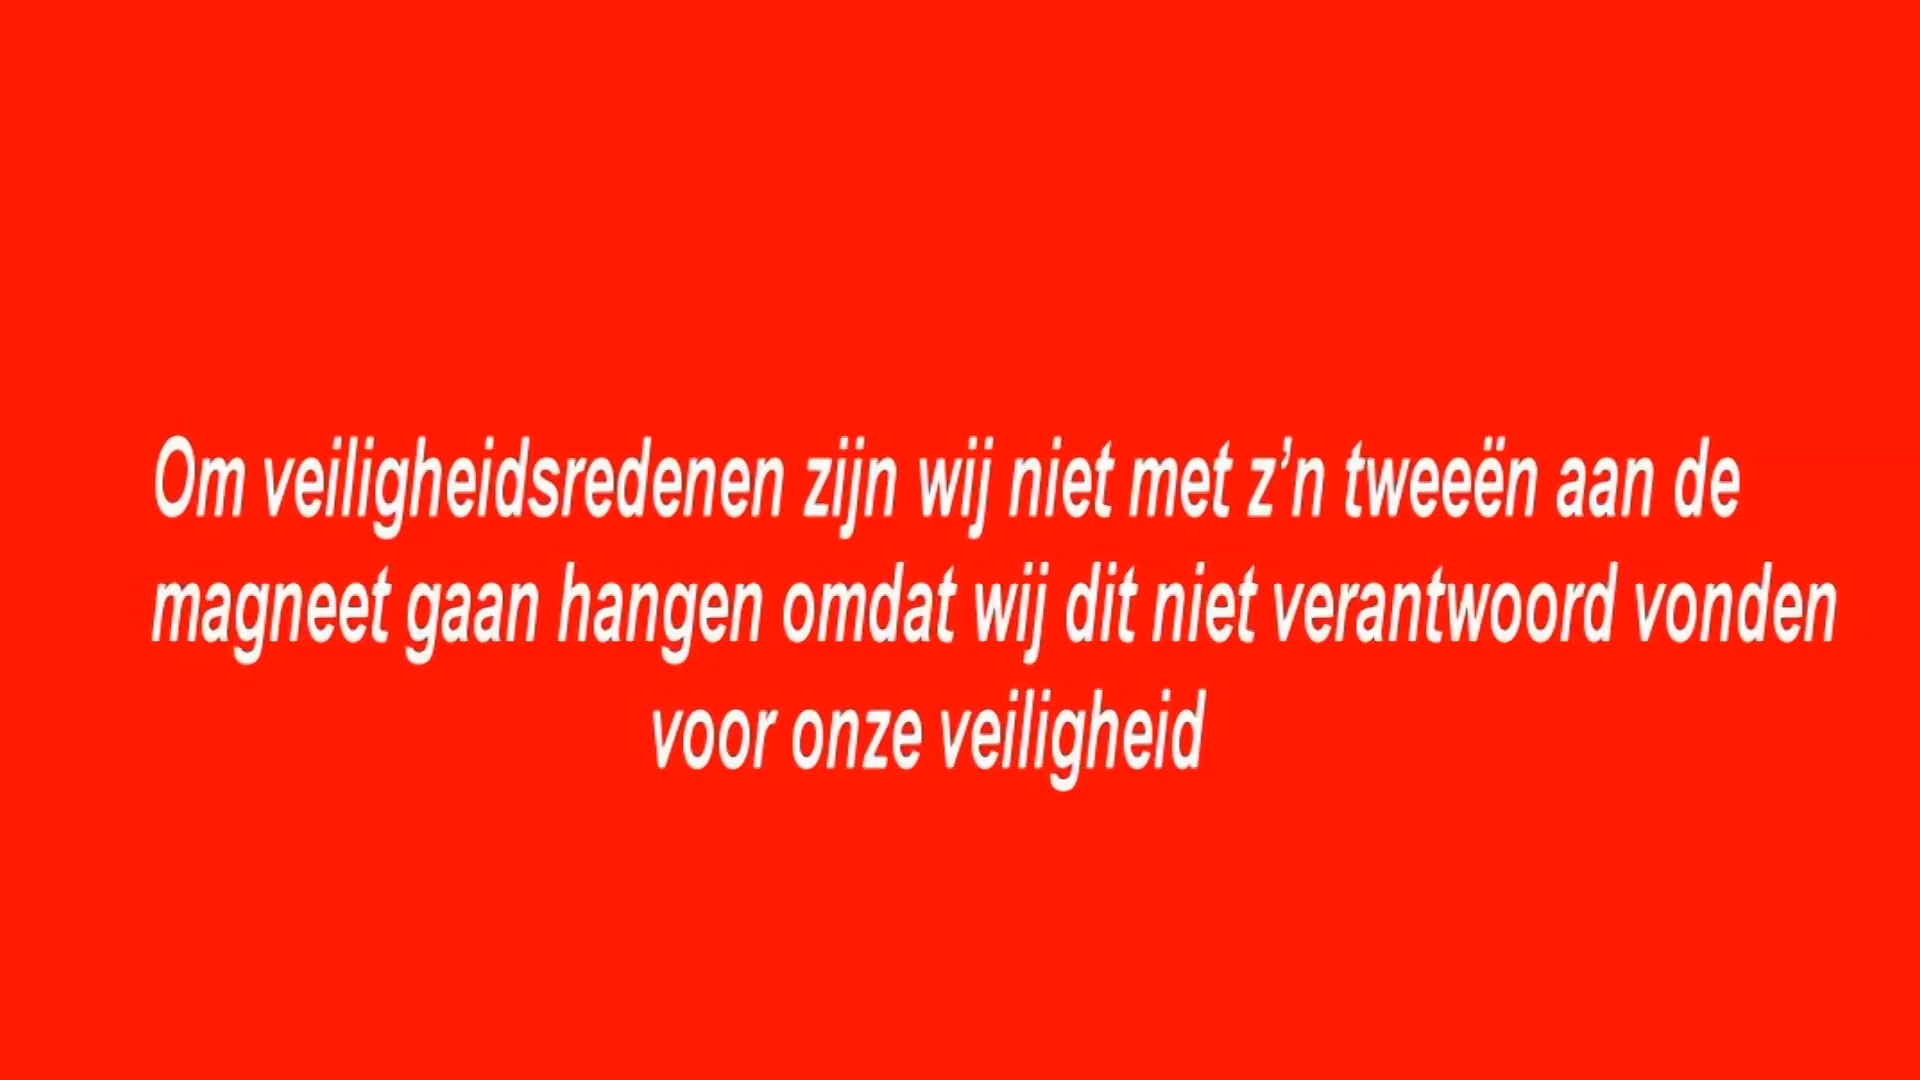 Om veiligheidsredenen zijn wij niet met z’n tweeën aan de
magneet gaan hangen omdat wij dit niet verantwoord vonden
voor onze veiligheid